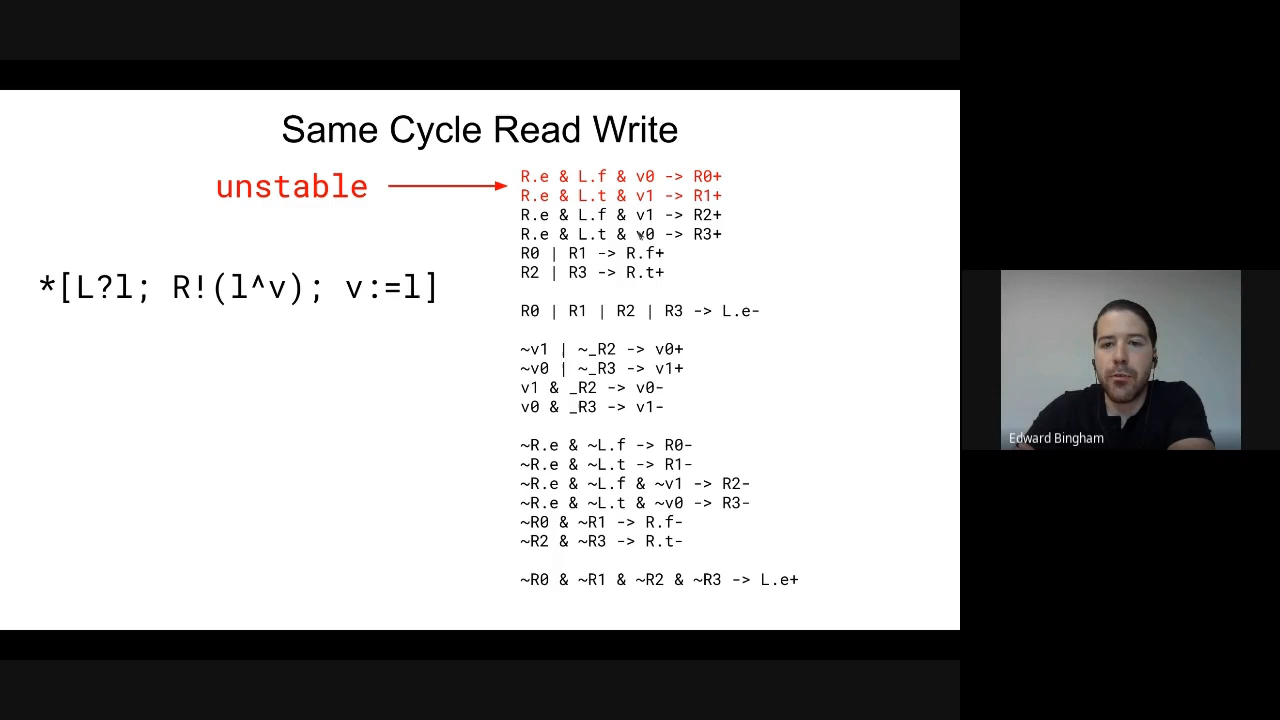 Same Cycle Read Write
unstable
R.e & L.f & v0 -> R0+
R.e & L.t & v1 -> R1+
R.e & L.f & v1 -> R2+
R.e & L.t & v0 -> R3+
R0 | R1 -> R.f+
R2 | R3 -> R.t+
*[L?l; R!(l^v); v:=l]
R0 | R1 | R2 | R3 -> L.e-
~v1 | ~_R2 -> v0+
~v0 | ~_R3 -> v1+
v1 & _R2 -> v0-
v0 & _R3 -> v1-
~R.e & ~L.f -> R0-
~R.e & ~L.t -> R1-
~R.e & ~L.f & ~v1 -> R2-
~R.e & ~L.t & ~v0 -> R3-
~R0 & ~R1 -> R.f-
~R2 & ~R3 -> R.t-
~R0 & ~R1 & ~R2 & ~R3 -> L.e+
Edward Bingham